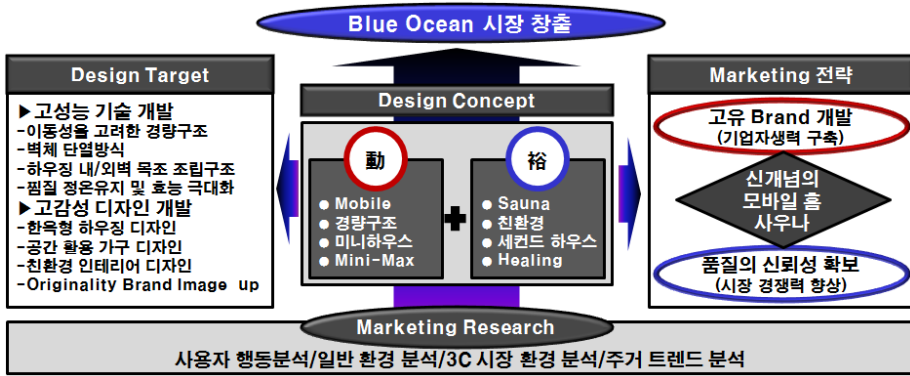 Blue Ocean 시장 창출
Design Target
▶고성능 기술 개발
-이동성을 고려한 경량구조
-벽체 단열방식
-하우징 내/외벽 목조 조립구조
-찜질 정온유지 및 효능 극대화
▶고감성 디자인 개발
-한옥형 하우징 디자인
-공간 활용 가구 디자인
-친환경 인테리어 디자인
-Originality Brand Image up
Design Concept
動
● Mobile
● 경량구조
● 미니하우스
● Mini-Max
+
裕
● Sauna
● 친환경
● 세컨드 하우스
● Healing
Marketing 전략
고유 Brand 개발
(기업자생력 구축)
신개념의
모바일 홈
사우나
품질의 신뢰성 확보
(시장 경쟁력 향상)
Marketing Research
사용자 행동분석/일반 환경 분석/3C 시장 환경 분석/주거 트렌드 분석